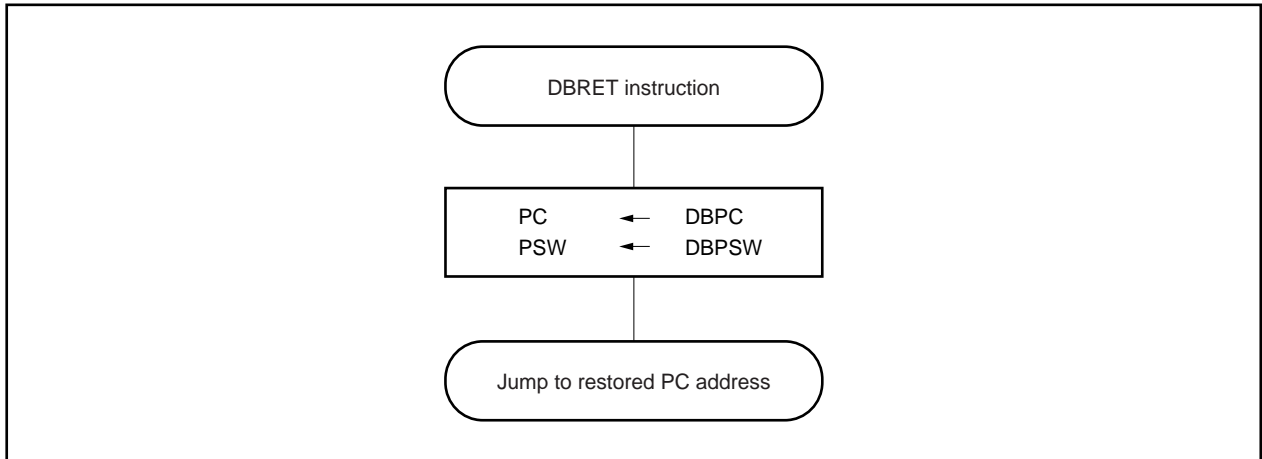 DBRET instruction
PC ← DBPC
PSW ← DBPSW
Jump to restored PC address